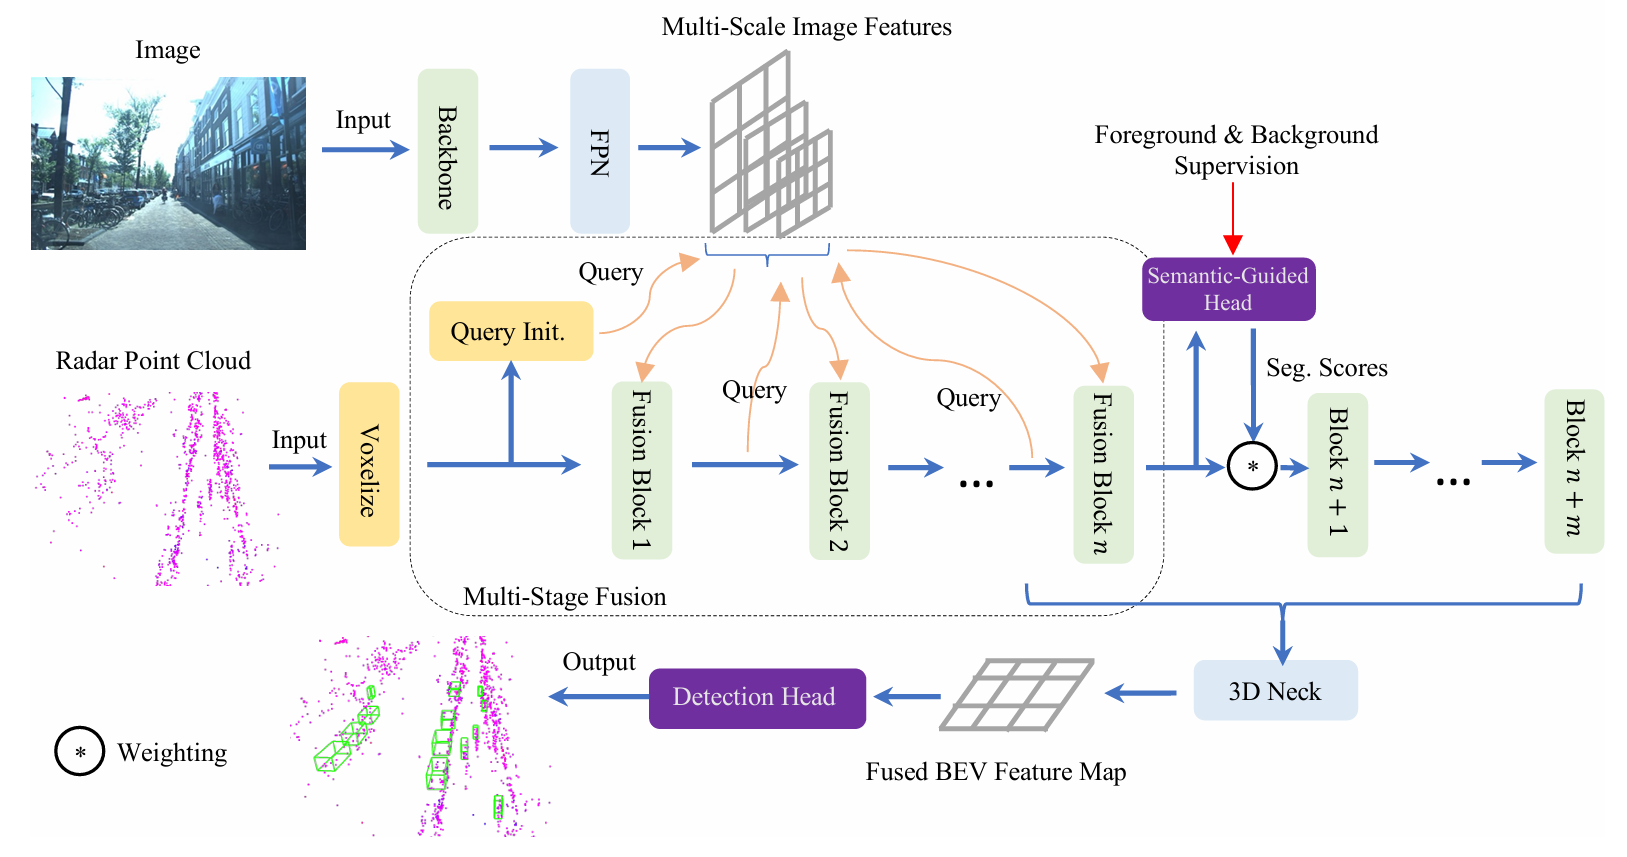 Multi-Scale Image Features
Image
Input
Backbone
FPN
Foreground & Background
Supervision
Query
Semantic-Guided
Head
Query Init.
Radar Point Cloud
Seg. Scores
Query
Query
Input
Voxelize
Fusion Block 1
Fusion Block 2
...
Fusion Block n
*
Block n + 1
...
Block n + m
Multi-Stage Fusion
Output
Detection Head
3D Neck
* Weighting
Fused BEV Feature Map